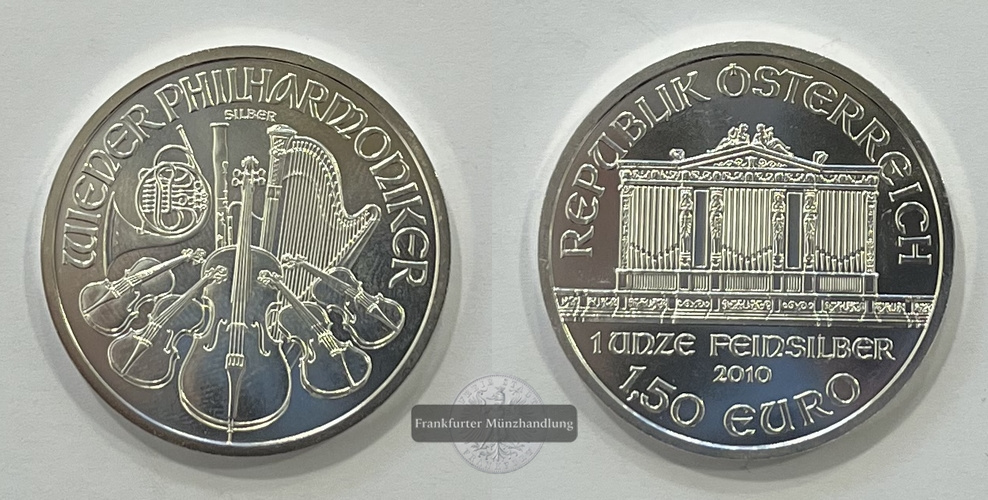 WIENER PHILHARMONIKER
SILBER
REPUBLIK ÖSTERREICH
1 UNZE FEINSILBER
2010
1,50 EURO
Frankfurter Münzhandlung